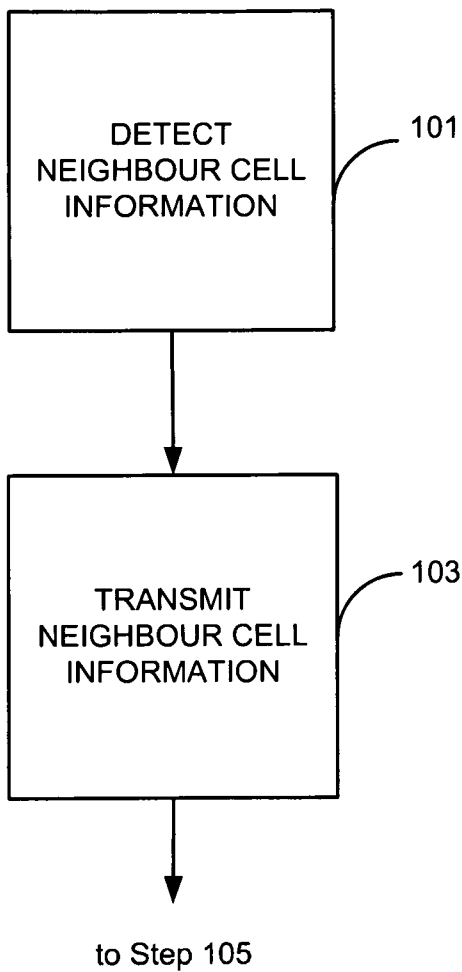 DETECT
NEIGHBOUR CELL
INFORMATION
101
TRANSMIT
NEIGHBOUR CELL
INFORMATION
103
to Step 105